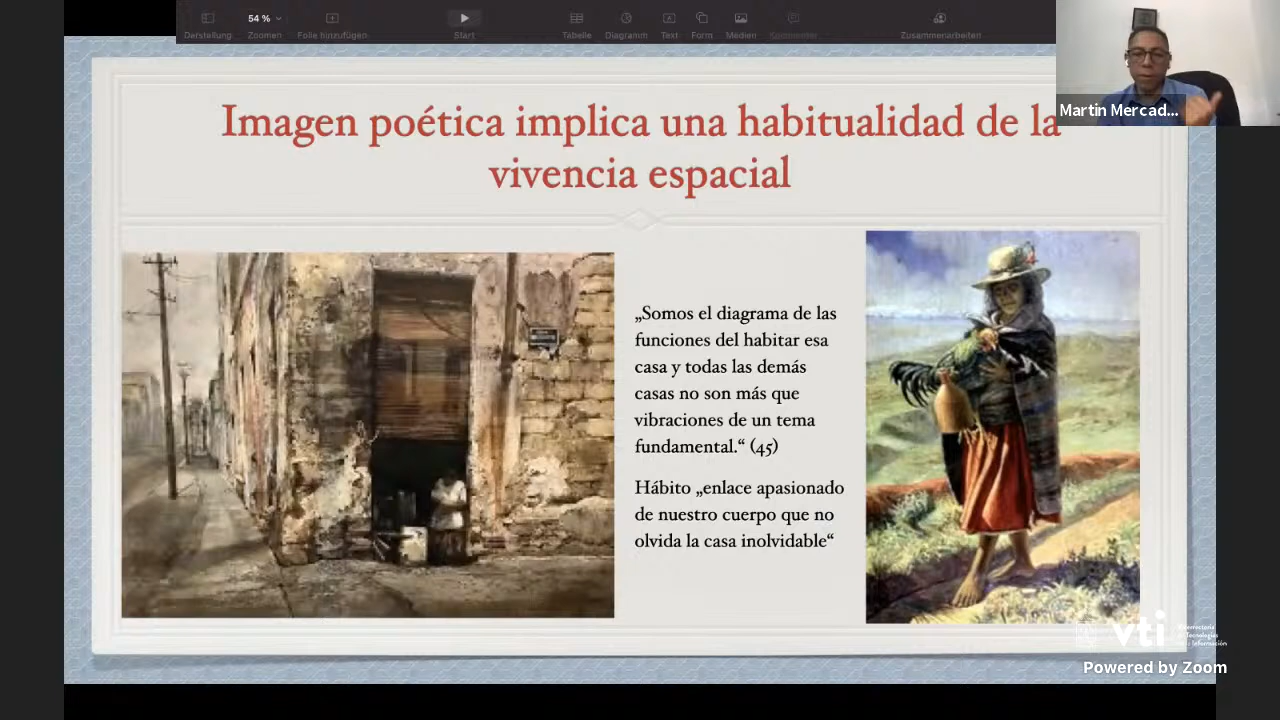 54 %
Darstellung
Zoomen
Folie hinzufügen
Start
Tabelle
Diagramm
Text
Form
Medien
Kommentar
Zusammenarbeiten
Martin Mercad...
Imagen poética implica una habitualidad de la
vivencia espacial
„Somos el diagrama de las
funciones del habitar esa
casa y todas las demás
casas no son más que
vibraciones de un tema
fundamental.“ (45)
Hábito „enlace apasionado
de nuestro cuerpo que no
olvida la casa inolvidable“
vti
Powered by Zoom